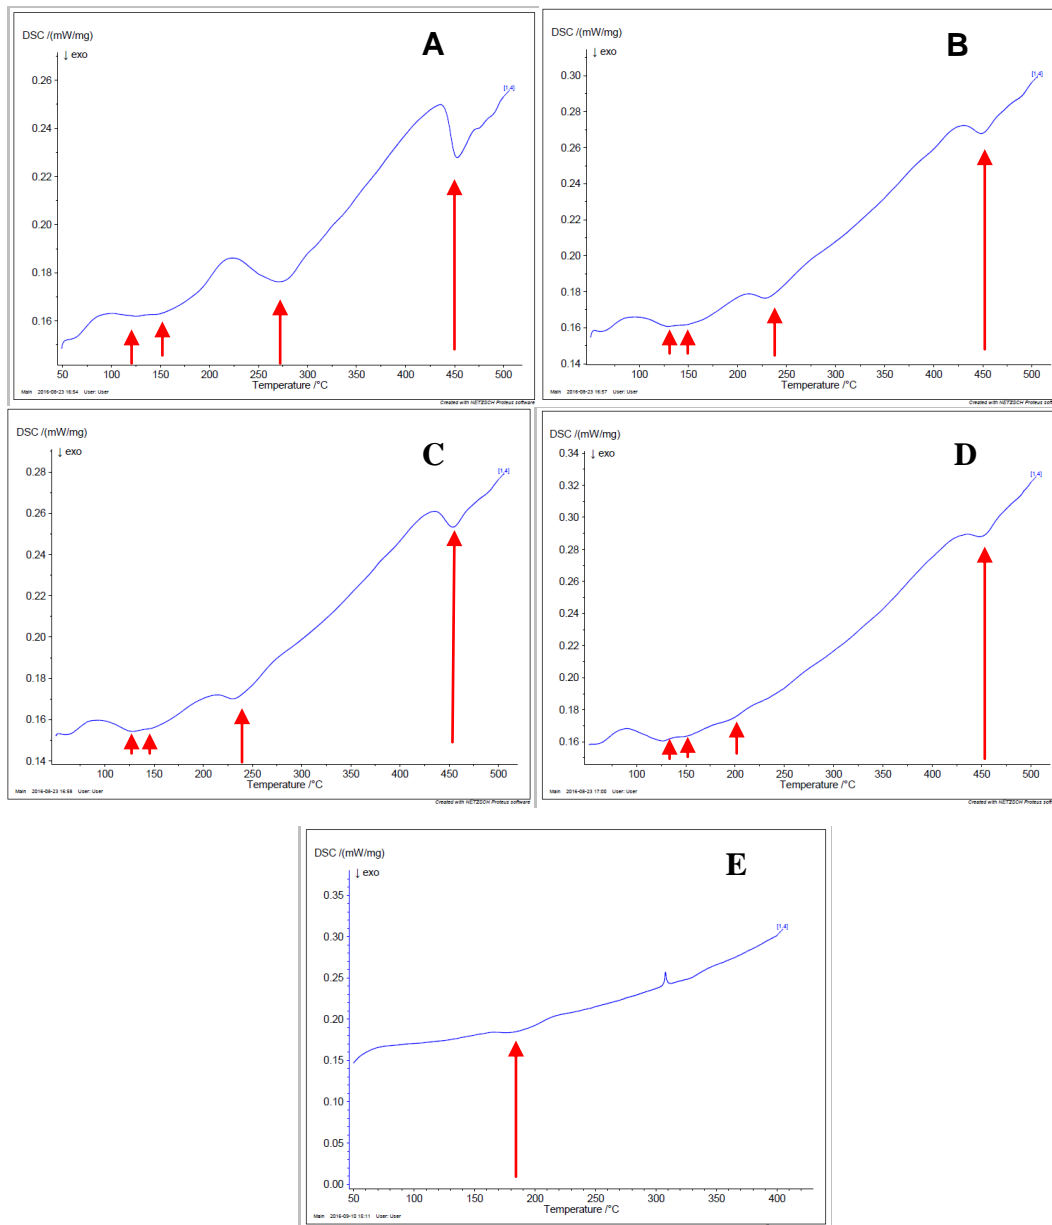 A
DSC /(mW/mg)
↓ exo
[1,4]
0.26
0.24
0.22
0.20
0.18
0.16
50 100 150 200 250 300 350 400 450 500
Temperature /°C
Main 2016-08-23 16:54 User: User
Created with NETZSCH Proteus software
B
DSC /(mW/mg)
↓ exo
[1,4]
0.30
0.28
0.26
0.24
0.22
0.20
0.18
0.16
0.14
100 150 200 250 300 350 400 450 500
Temperature /°C
Main 2016-08-23 16:57 User: User
Created with NETZSCH Proteus software
C
DSC /(mW/mg)
↓ exo
[1,4]
0.28
0.26
0.24
0.22
0.20
0.18
0.16
0.14
100 150 200 250 300 350 400 450 500
Temperature /°C
Main 2016-08-23 16:58 User: User
Created with NETZSCH Proteus software
D
DSC /(mW/mg)
↓ exo
[1,4]
0.34
0.32
0.30
0.28
0.26
0.24
0.22
0.20
0.18
0.16
100 150 200 250 300 350 400 450 500
Temperature /°C
Main 2016-08-23 17:00 User: User
Created with NETZSCH Proteus software
E
DSC /(mW/mg)
↓ exo
[1,4]
0.35
0.30
0.25
0.20
0.15
0.10
0.05
0.00
50 100 150 200 250 300 350 400
Temperature /°C
Main 2016-09-10 15:11 User: User